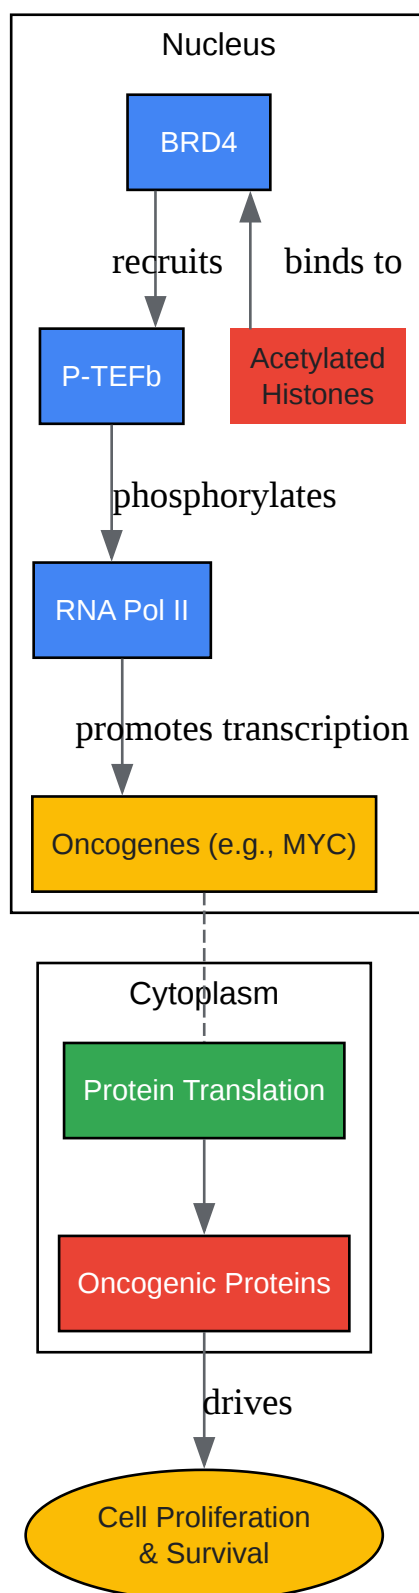 Nucleus
BRD4
recruits
binds to
P-TEFb
Acetylated
Histones
phosphorylates
RNA Pol II
promotes transcription
Oncogenes (e.g., MYC)
Cytoplasm
Protein Translation
Oncogenic Proteins
drives
Cell Proliferation
& Survival